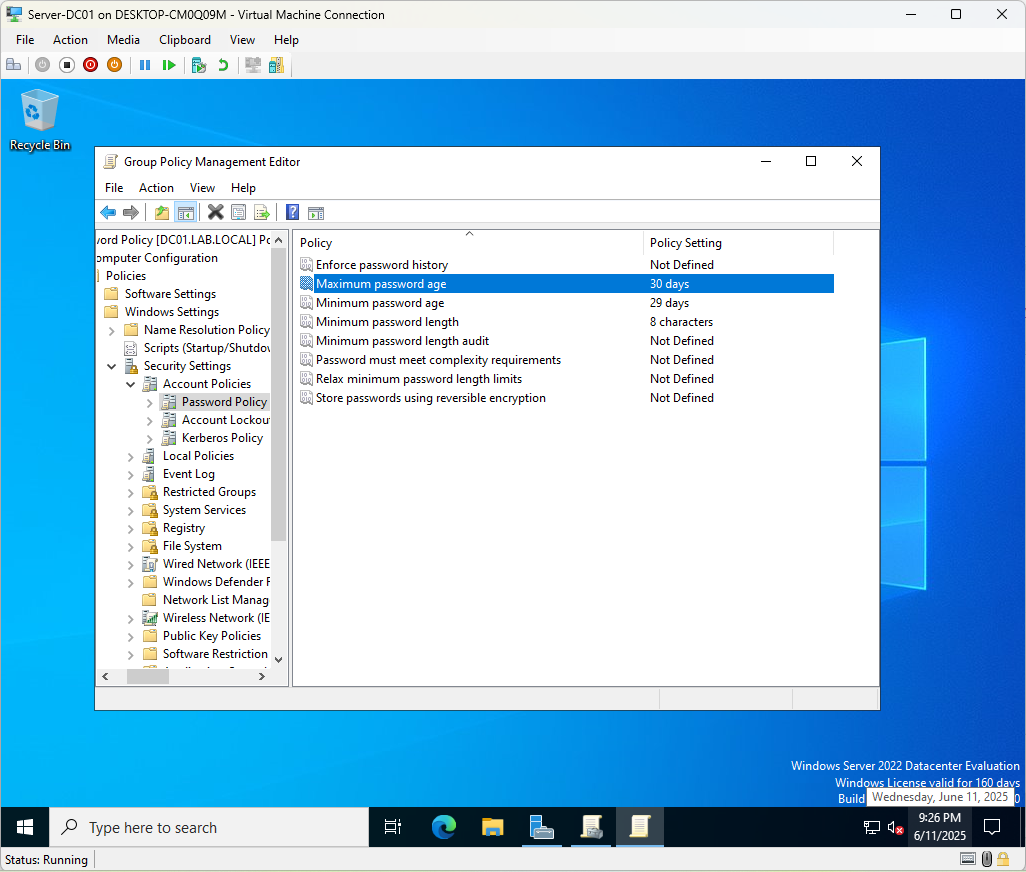 Server-DC01 on DESKTOP-CM0Q09M - Virtual Machine Connection
File Action Media Clipboard View Help
Recycle Bin
Group Policy Management Editor
File Action View Help
ord Policy [DC01.LAB.LOCAL] Po
omputer Configuration
Policies
Software Settings
Windows Settings
Name Resolution Policy
Scripts (Startup/Shutdov
Security Settings
Account Policies
Password Policy
Account Lockou
Kerberos Policy
Local Policies
Event Log
Restricted Groups
System Services
Registry
File System
Wired Network (IEEE
Windows Defender F
Network List Manag
Wireless Network (IE
Public Key Policies
Software Restriction
Policy Policy Setting
Enforce password history Not Defined
Maximum password age 30 days
Minimum password age 29 days
Minimum password length 8 characters
Minimum password length audit Not Defined
Password must meet complexity requirements Not Defined
Relax minimum password length limits Not Defined
Store passwords using reversible encryption Not Defined
Windows Server 2022 Datacenter Evaluation
Windows License valid for 160 days
Build
Wednesday, June 11, 2025
0
Type here to search
9:26 PM
6/11/2025
Status: Running